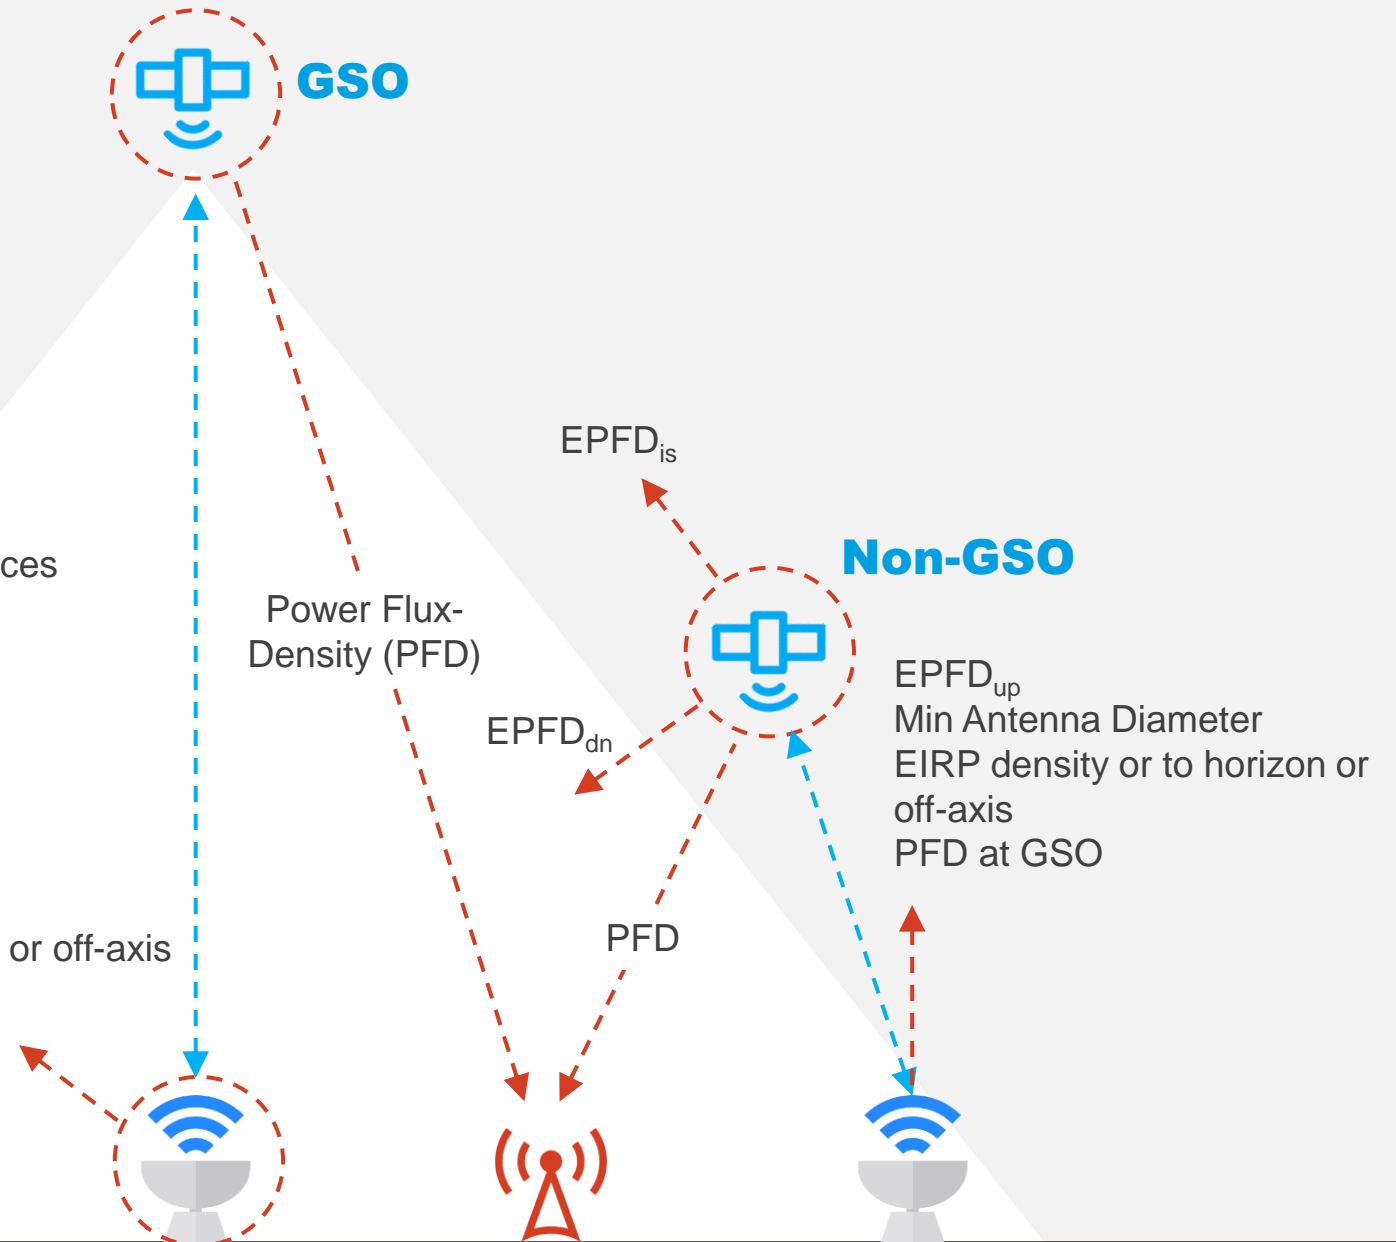 GSO
EPFDis
Non-GSO
ces
Power Flux-
Density (PFD)
EPFDup
Min Antenna Diameter
EIRP density or to horizon or
off-axis
PFD at GSO
EPFDdn
PFD
or off-axis